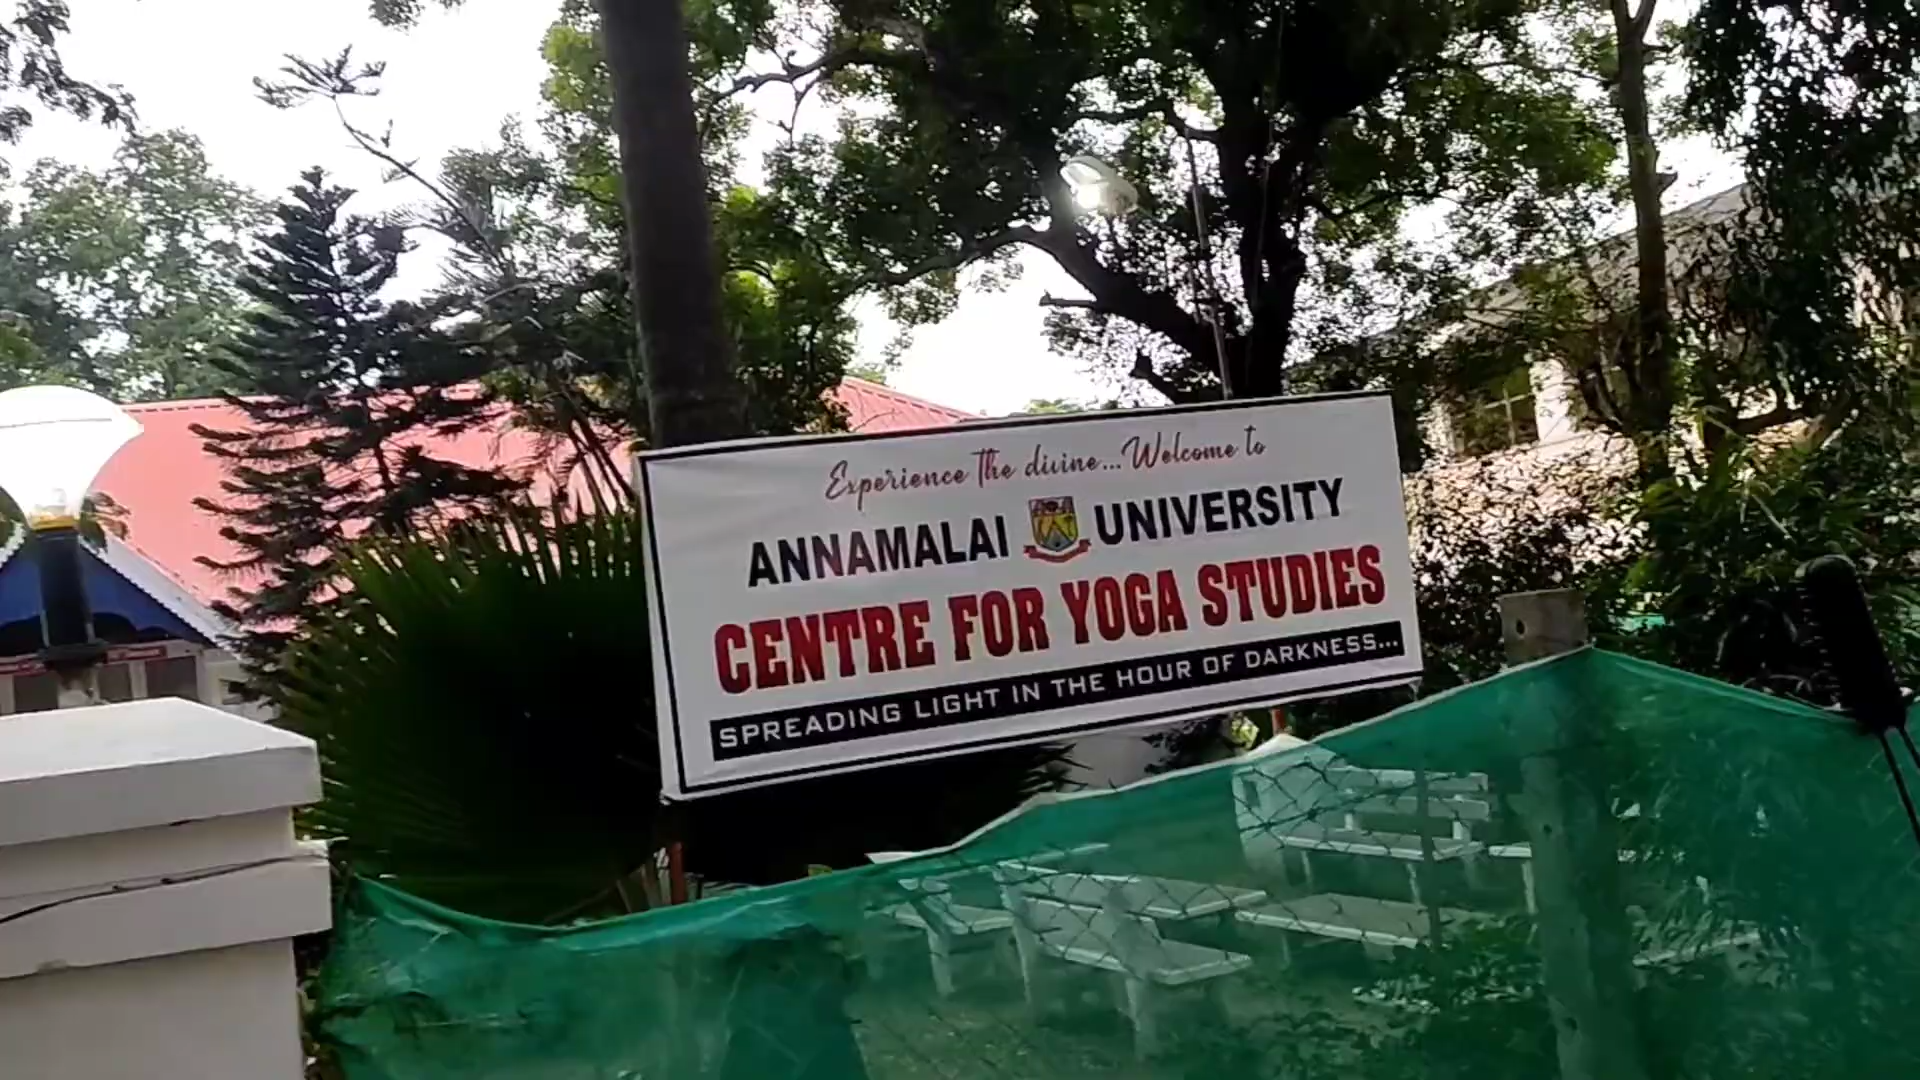 Experience the divine...Welcome to
ANNAMALAI UNIVERSITY
CENTRE FOR YOGA STUDIES
SPREADING LIGHT IN THE HOUR OF DARKNESS...